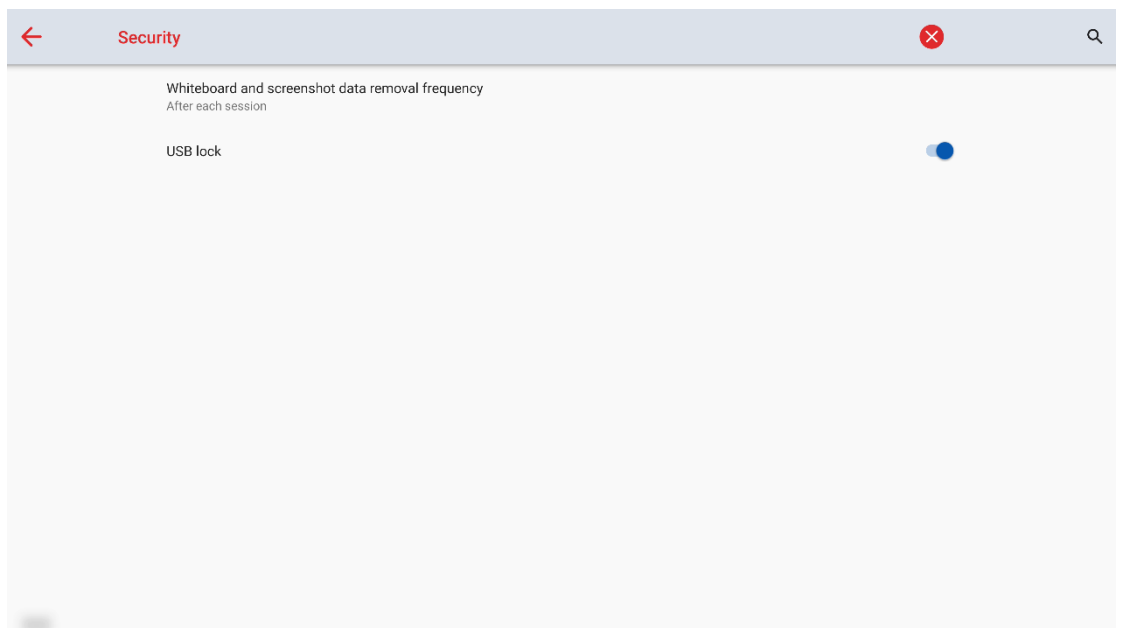 Security
Whiteboard and screenshot data removal frequency
After each session
USB lock